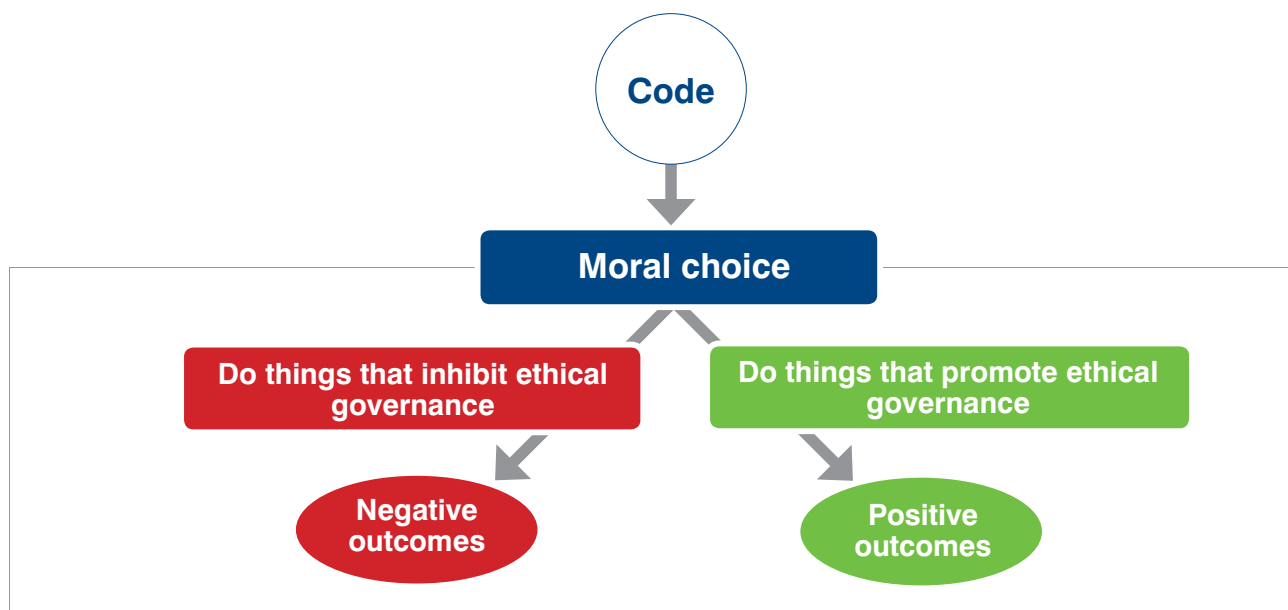 Code
Moral choice
Do things that inhibit ethical
governance
Do things that promote ethical
governance
Negative
outcomes
Positive
outcomes